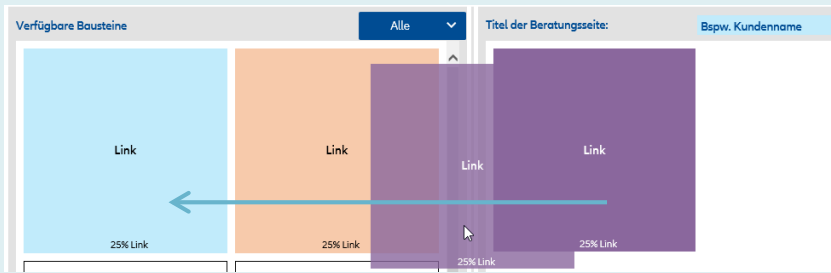 Verfügbare Bausteine
Alle
Titel der Beratungsseite:
Bspw. Kundenname
Link
Link
Link
Link
25% Link
25% Link
25% Link
25% Link